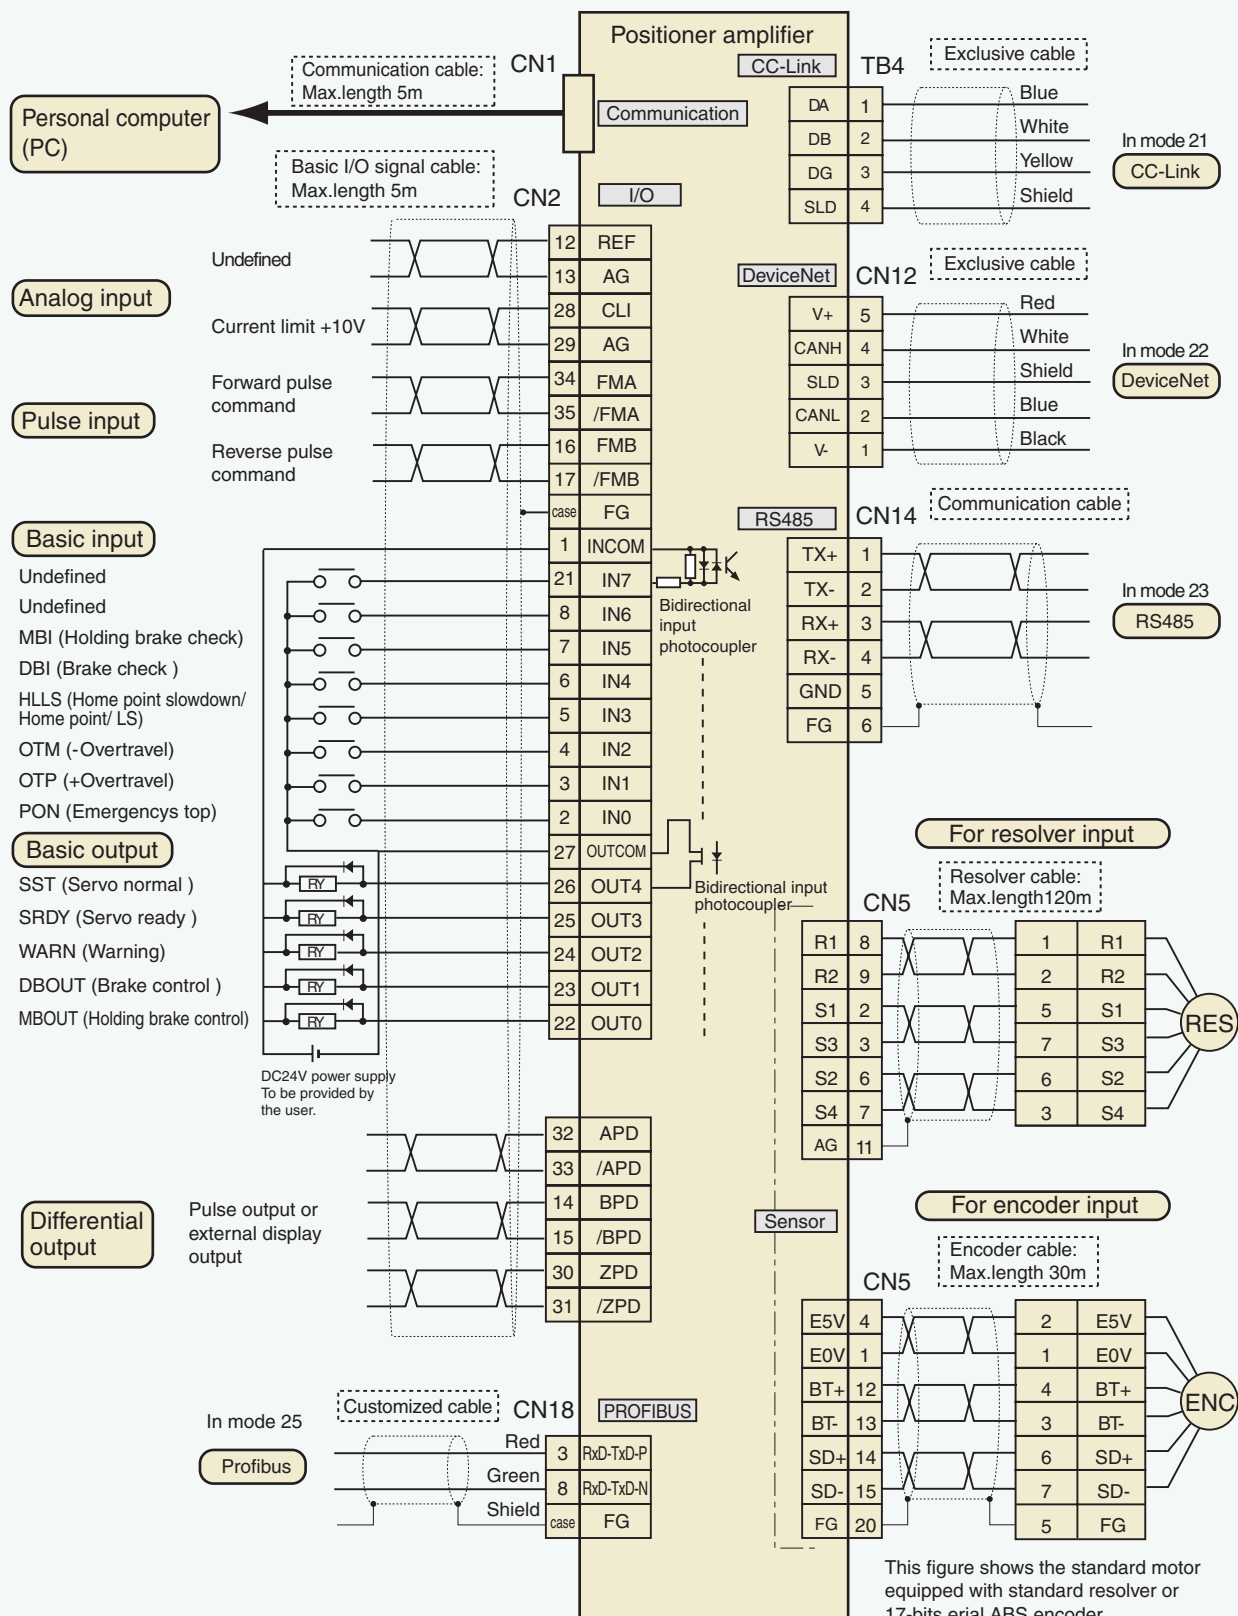 Positioner amplifier
Communication cable:
Max.length 5m
CN1
Communication
Personal computer
(PC)
Basic I/O signal cable:
Max.length 5m
CN2
I/O
Undefined
12 REF
13 AG
Analog input
Current limit +10V
28 CLI
29 AG
Forward pulse
command
34 FMA
35 /FMA
Pulse input
Reverse pulse
command
16 FMB
17 /FMB
case FG
Basic input
1 INCOM
Undefined
21 IN7
Undefined
8 IN6
MBI (Holding brake check)
7 IN5
DBI (Brake check )
6 IN4
HLLS (Home point slowdown/
Home point/ LS)
5 IN3
OTM (-Overtravel)
4 IN2
OTP (+Overtravel)
3 IN1
PON (Emergencys top)
2 IN0
Bidirectional
input
photocoupler
Basic output
27 OUTCOM
SST (Servo normal )
RY
26 OUT4
SRDY (Servo ready )
RY
25 OUT3
WARN (Warning)
RY
24 OUT2
DBOUT (Brake control )
RY
23 OUT1
MBOUT (Holding brake control)
RY
22 OUT0
Bidirectional input
photocoupler
DC24V power supply
To be provided by
the user.
32 APD
33 /APD
Differential
output
Pulse output or
external display
output
14 BPD
15 /BPD
30 ZPD
31 /ZPD
In mode 25
Profibus
Customized cable
CN18
PROFIBUS
Red
3 RxD-TxD-P
Green
8 RxD-TxD-N
Shield
case FG
CC-Link
TB4
Exclusive cable
DA 1 Blue
DB 2 White
DG 3 Yellow
SLD 4 Shield
In mode 21
CC-Link
DeviceNet
CN12
Exclusive cable
V+ 5 Red
CANH 4 White
SLD 3 Shield
CANL 2 Blue
V- 1 Black
In mode 22
DeviceNet
RS485
CN14
Communication cable
TX+ 1
TX- 2
RX+ 3
RX- 4
GND 5
FG 6
In mode 23
RS485
For resolver input
Resolver cable:
Max.length120m
CN5
R1 8 1 R1
R2 9 2 R2
S1 2 5 S1
S3 3 7 S3
S2 6 6 S2
S4 7 3 S4
AG 11
RES
Sensor
For encoder input
Encoder cable:
Max.length 30m
CN5
E5V 4 2 E5V
E0V 1 1 E0V
BT+ 12 4 BT+
BT- 13 3 BT-
SD+ 14 6 SD+
SD- 15 7 SD-
FG 20 5 FG
ENC
This figure shows the standard motor
equipped with standard resolver or
17-bits erial ABS encoder